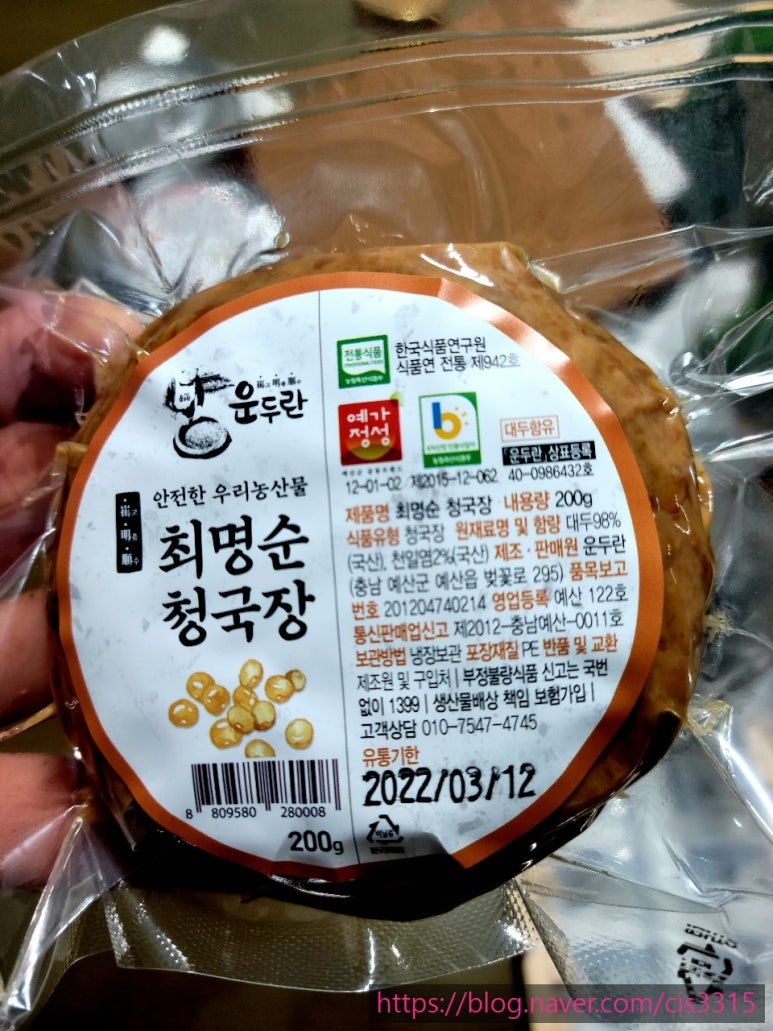 운두란
안전한 우리농산물
최명순
청국장
8 809580 280008
200g
전통식품
한국식품연구원
식품연 전통 제942호
예가
정성
12-01-02 제2015-12-062
대두함유
운두란, 상표등록
40-0986432호
제품명 최명순 청국장 내용량 200g
식품유형 청국장 원재료명 및 함량 대두98%
(국산), 천일염2%(국산) 제조·판매원 운두란
(충남 예산군 예산읍 벚꽃로 295) 품목보고
번호 201204740214 영업등록 예산 122호
통신판매업신고 제2012-충남예산-0011호
보관방법 냉장보관 포장재질 PE 반품 및 교환
제조원 및 구입처 | 부정불량식품 신고는 국번
없이 1399 | 생산물배상 책임 보험가입 |
고객상담 010-7547-4745
유통기한
2022/03/12
https://blog.naver.com/cis3315